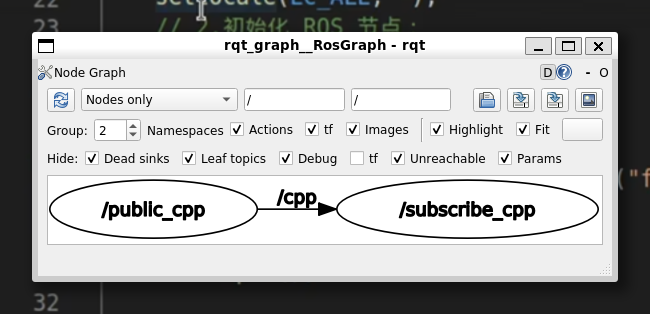 22 setlocale(LC_ALL, "");
23 // 2.初始化 ROS 节点：
rqt_graph__RosGraph - rqt
Node Graph D ? - O
Nodes only / /
Group: 2 Namespaces Actions tf Images Highlight Fit
Hide: Dead sinks Leaf topics Debug tf Unreachable Params
/public_cpp /cpp /subscribe_cpp
("f
32